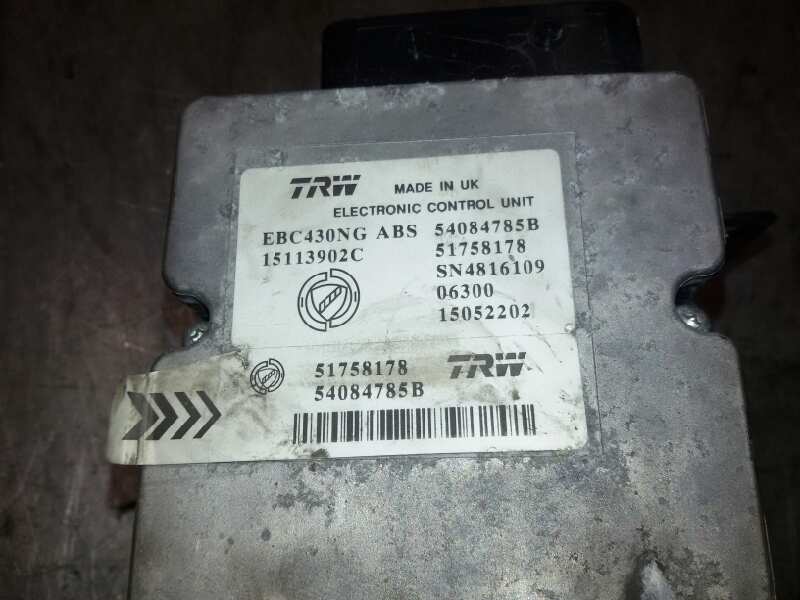 TRW MADE IN UK
ELECTRONIC CONTROL UNIT
EBC430NG ABS 54084785B
15113902C 51758178
SN4816109
06300
15052202
51758178 TRW
54084785B